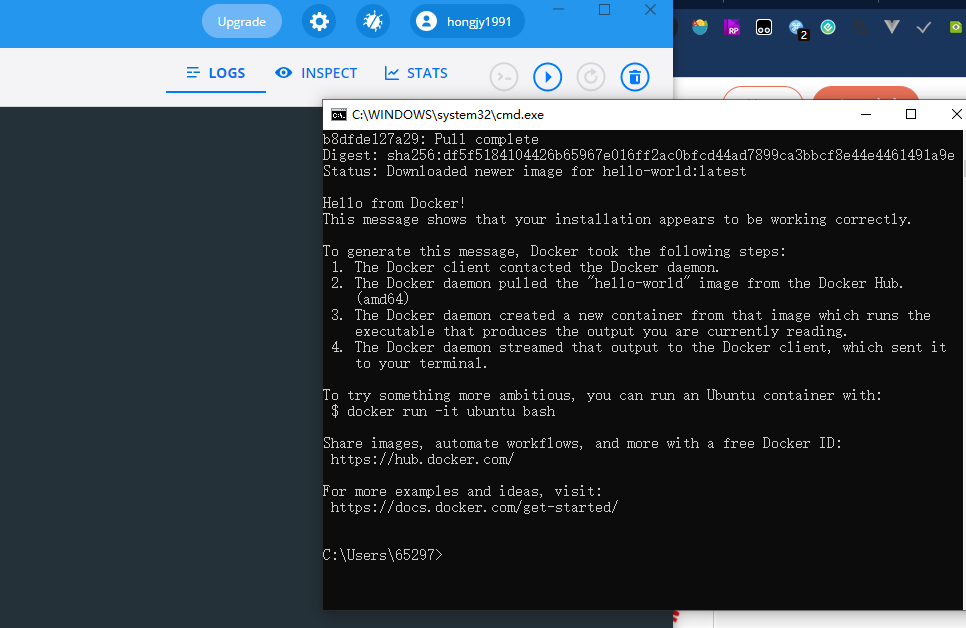 Upgrade
hongjy1991
LOGS
INSPECT
STATS
RP
2
C:\WINDOWS\system32\cmd.exe
b8dfde127a29: Pull complete
Digest: sha256:df5f5184104426b65967e016ff2ac0bfcd44ad7899ca3bbcf8e44e4461491a9e
Status: Downloaded newer image for hello-world:latest
Hello from Docker!
This message shows that your installation appears to be working correctly.
To generate this message, Docker took the following steps:
1. The Docker client contacted the Docker daemon.
2. The Docker daemon pulled the "hello-world" image from the Docker Hub.
(amd64)
3. The Docker daemon created a new container from that image which runs the
executable that produces the output you are currently reading.
4. The Docker daemon streamed that output to the Docker client, which sent it
to your terminal.
To try something more ambitious, you can run an Ubuntu container with:
$ docker run -it ubuntu bash
Share images, automate workflows, and more with a free Docker ID:
https://hub.docker.com/
For more examples and ideas, visit:
https://docs.docker.com/get-started/
C:\Users\65297>